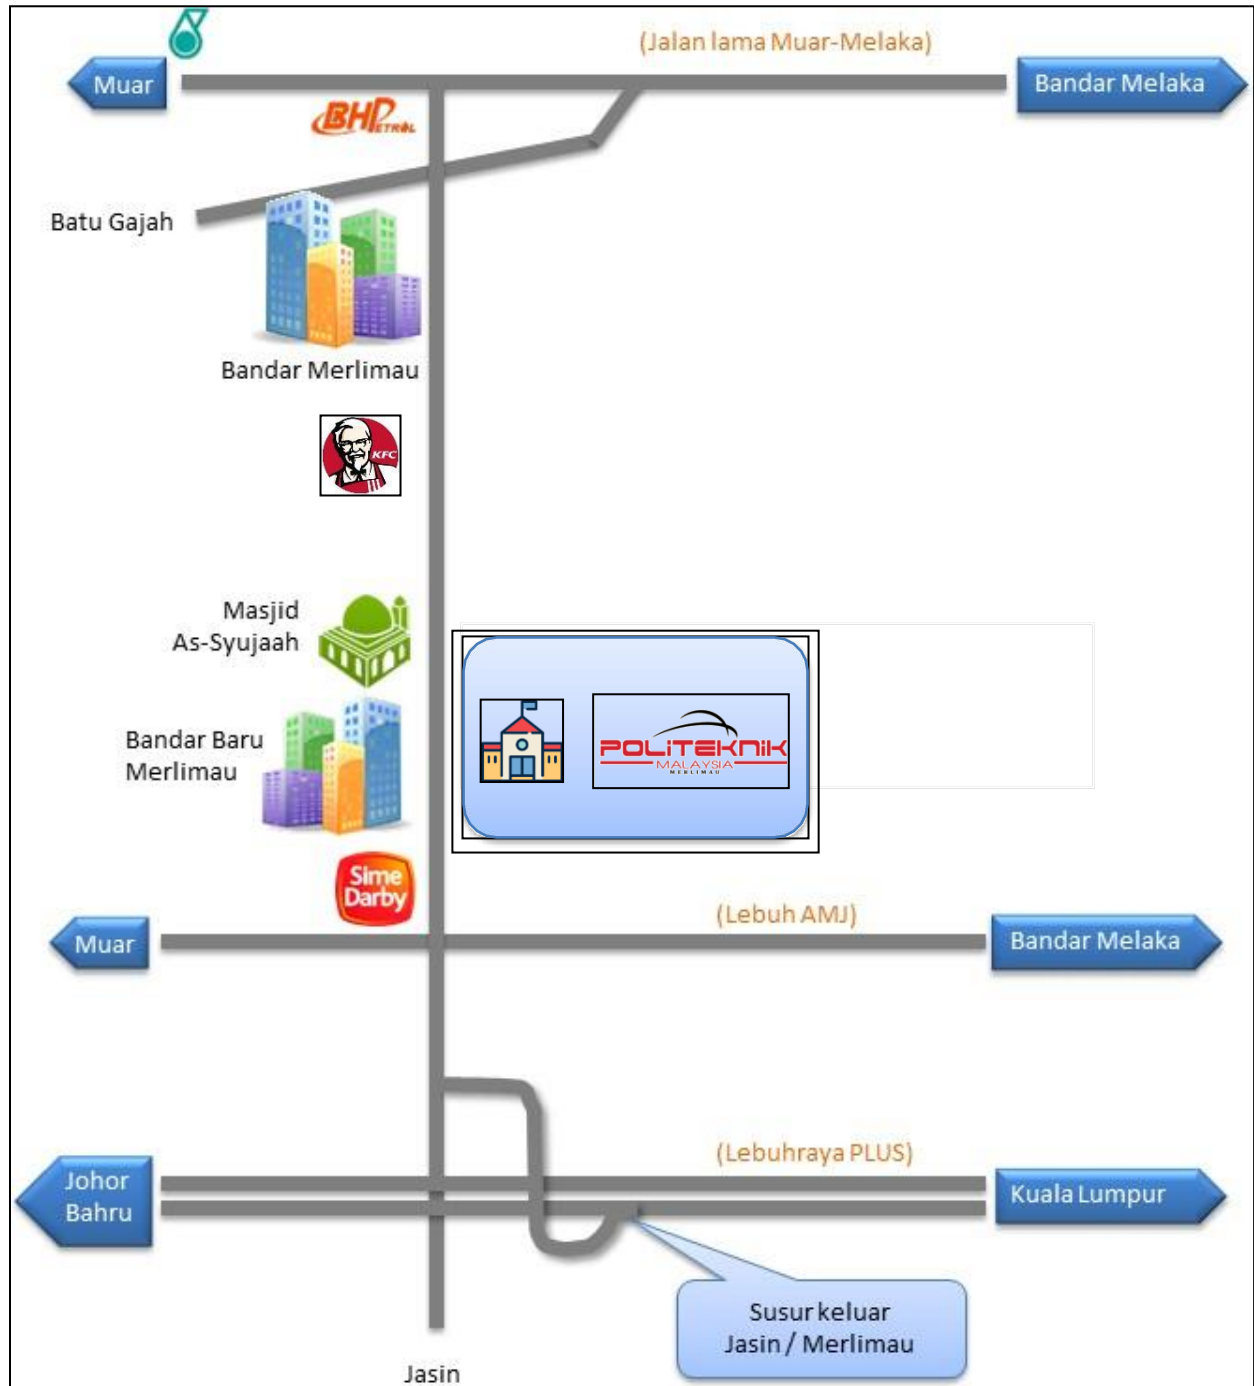 (Jalan lama Muar-Melaka)
Muar
Bandar Melaka
BHPETROL
Batu Gajah
Bandar Merlimau
KFC
Masjid
As-Syujaah
Bandar Baru
Merlimau
POLITEKNIK
MALAYSIA
MERLIMAU
Sime
Darby
(Lebuh AMJ)
Muar
Bandar Melaka
(Lebuhraya PLUS)
Johor
Bahru
Kuala Lumpur
Susur keluar
Jasin / Merlimau
Jasin